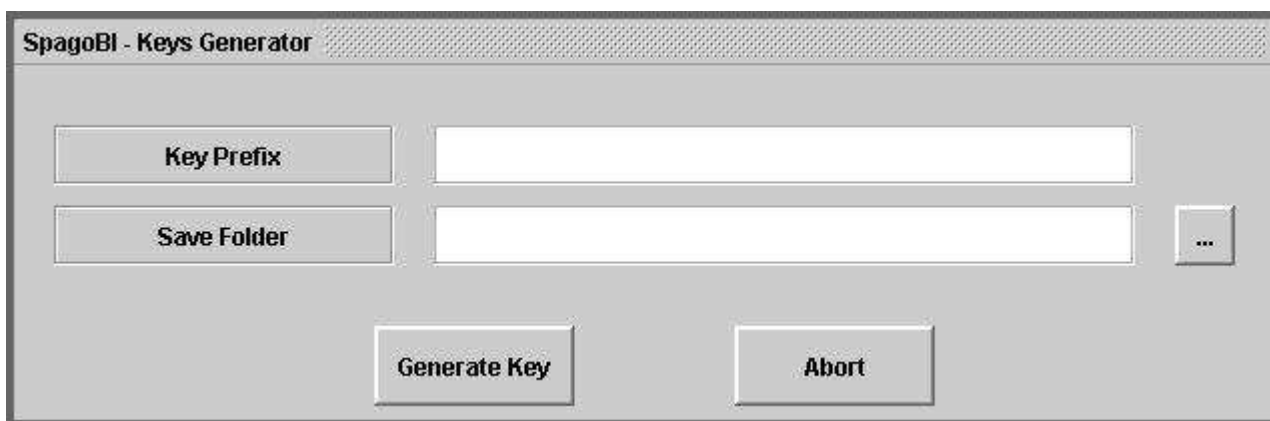 SpagoBI - Keys Generator
Key Prefix
Save Folder
...
Generate Key
Abort